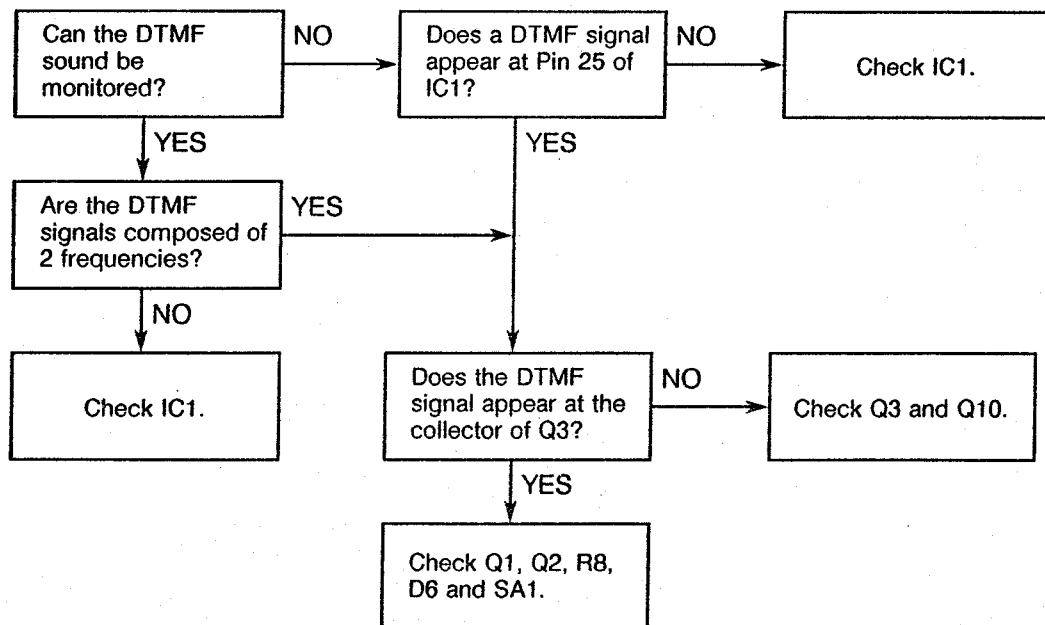 Can the DTMF
sound be
monitored?
NO
Does a DTMF signal
appear at Pin 25 of
IC1?
NO
Check IC1.
YES
YES
Are the DTMF
signals composed of
2 frequencies?
YES
NO
Check IC1.
Does the DTMF
signal appear at the
collector of Q3?
NO
Check Q3 and Q10.
YES
Check Q1, Q2, R8,
D6 and SA1.